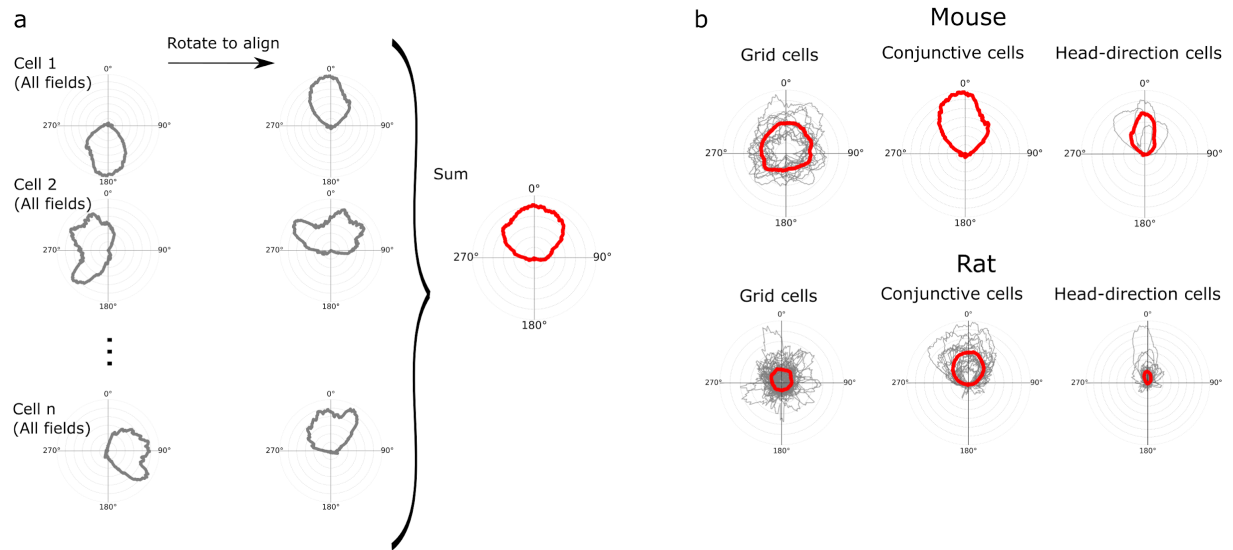 a
Rotate to align
Cell 1
(All fields)
0°
270°
90°
180°
0°
270°
90°
180°
Cell 2
(All fields)
0°
270°
90°
180°
0°
270°
90°
180°
Cell n
(All fields)
0°
270°
90°
180°
0°
270°
90°
180°
Sum
0°
270°
90°
180°
b
Mouse
Grid cells
Conjunctive cells
Head-direction cells
0°
270°
90°
180°
0°
270°
90°
180°
0°
270°
90°
180°
Rat
Grid cells
Conjunctive cells
Head-direction cells
0°
270°
90°
180°
0°
270°
90°
180°
0°
270°
90°
180°